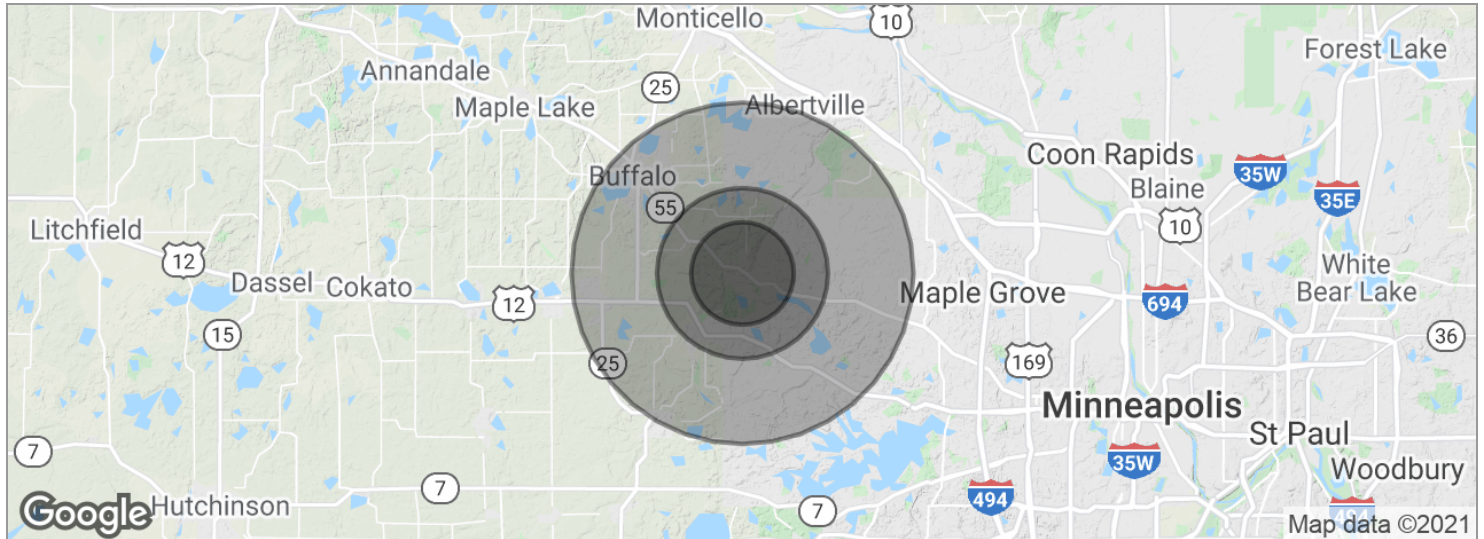 Monticello
10
Forest Lake
Annandale
25
Maple Lake
Albertville
Coon Rapids
35W
Blaine
Buffalo
35E
55
10
Litchfield
12
White
Bear Lake
Dassel
Cokato
12
Maple Grove
694
15
36
25
169
Minneapolis
St Paul
7
35W
Woodbury
7
494
Hutchinson
7
494
Google
Map data ©2021